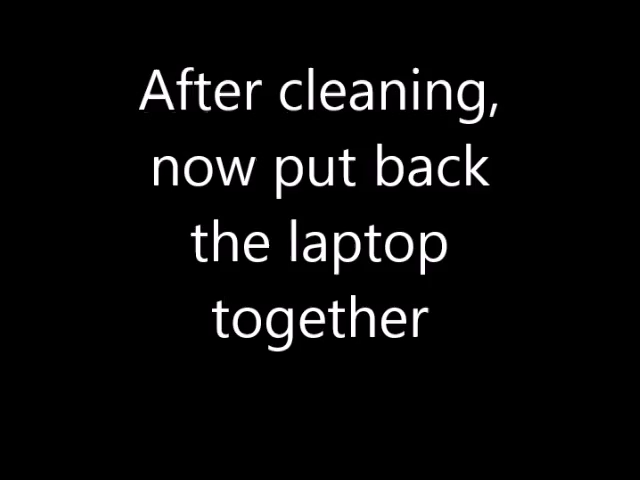 After cleaning,
now put back
the laptop
together